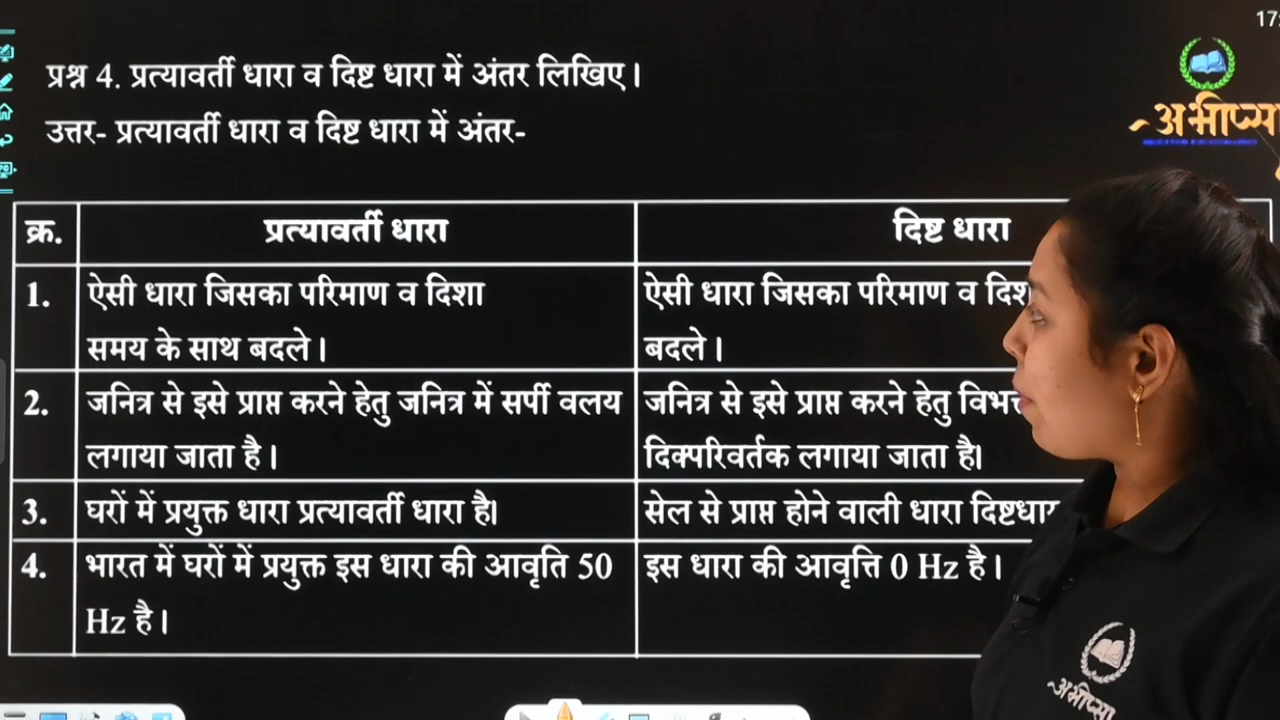 17:
प्रश्न 4. प्रत्यावर्ती धारा व दिष्ट धारा में अंतर लिखिए।
उत्तर- प्रत्यावर्ती धारा व दिष्ट धारा में अंतर-
अभीप्सा
क्र. प्रत्यावर्ती धारा दिष्ट धारा
1. ऐसी धारा जिसका परिमाण व दिशा ऐसी धारा जिसका परिमाण व
समय के साथ बदले। बदले।
2. जनित्र से इसे प्राप्त करने हेतु जनित्र में सर्पी वलय जनित्र से इसे प्राप्त करने हेतु
लगाया जाता है। दिक्परिवर्तक लगाया जाता है।
3. घरों में प्रयुक्त धारा प्रत्यावर्ती धारा है। सेल से प्राप्त होने वाली धारा
4. भारत में घरों में प्रयुक्त इस धारा की आवृति 50 इस धारा की आवृत्ति 0 Hz है।
Hz है।
अभीप्सा